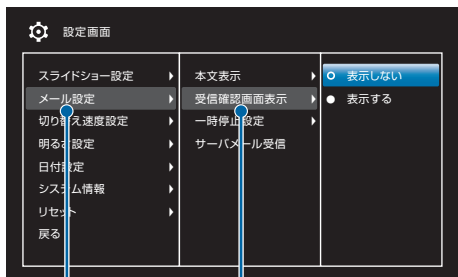 設定画面
スライドショー設定
メール設定
切り替え速度設定
明るさ設定
日付設定
システム情報
リセット
戻る
本文表示
受信確認画面表示
一時停止設定
サーバメール受信
表示しない
表示する